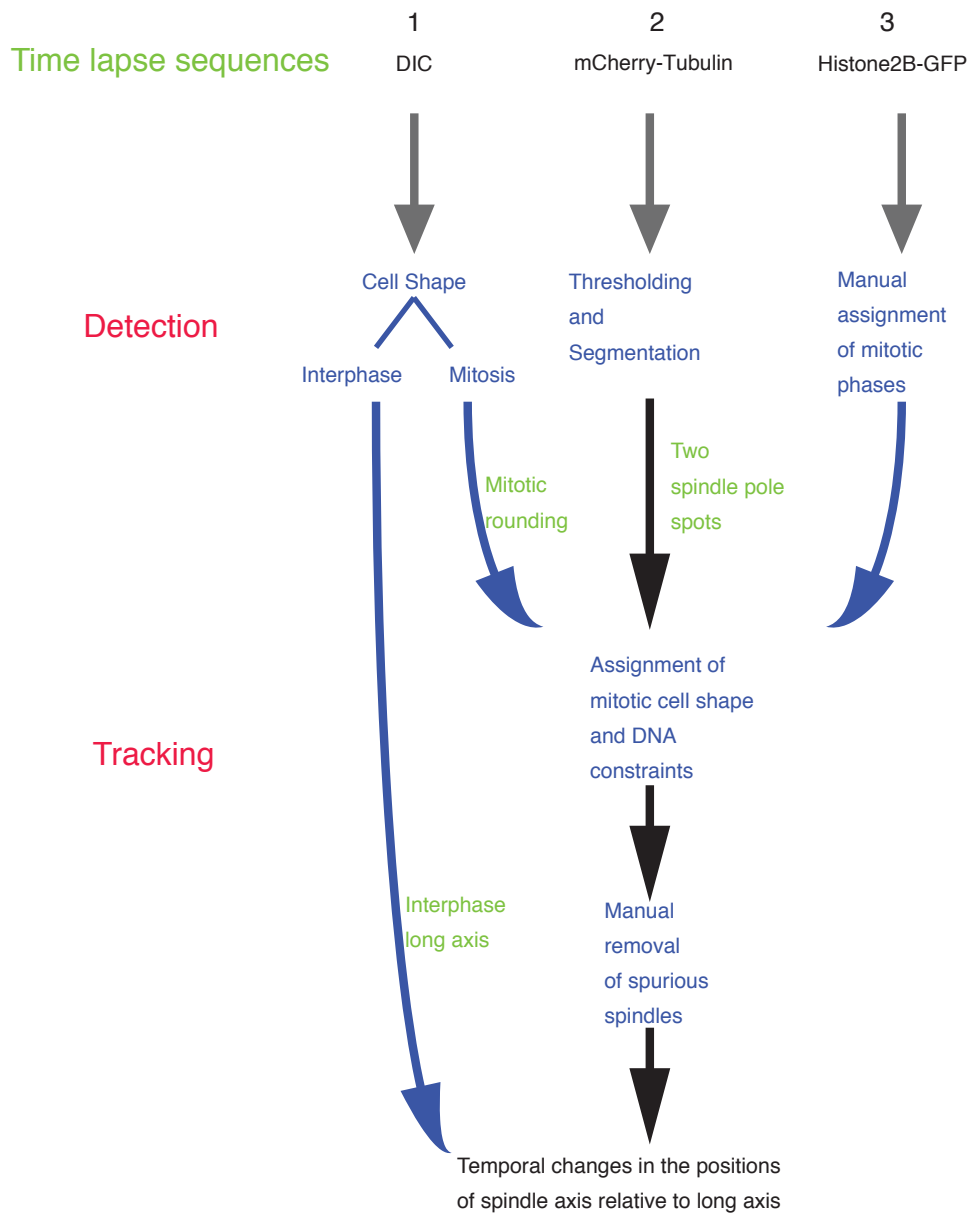 1
2
3
Time lapse sequences
DIC
mCherry-Tubulin
Histone2B-GFP
Detection
Cell Shape
Interphase
Mitosis
Thresholding
and
Segmentation
Manual
assignment
of mitotic
phases
Mitotic
rounding
Two
spindle pole
spots
Tracking
Assignment of
mitotic cell shape
and DNA
constraints
Interphase
long axis
Manual
removal
of spurious
spindles
Temporal changes in the positions
of spindle axis relative to long axis